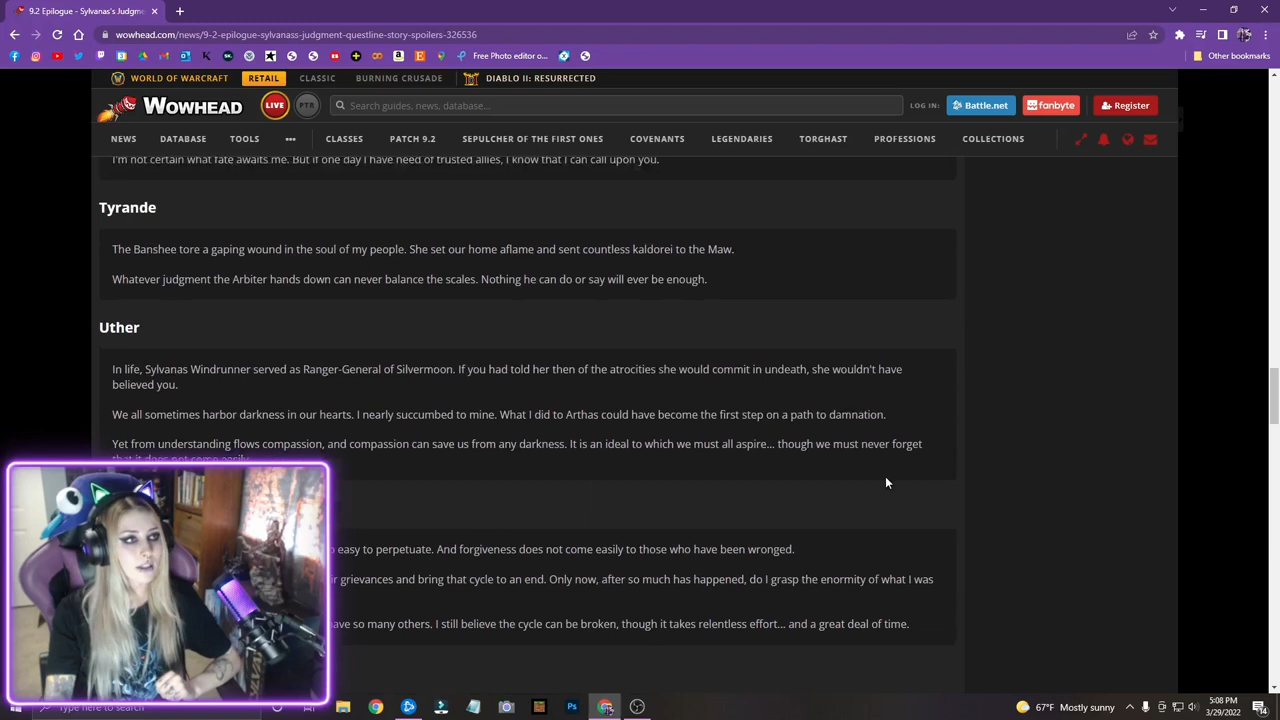 9.2 Epilogue - Sylvanas's Judgm
wowhead.com/news/9-2-epilogue-sylvanass-judgment-questline-story-spoilers-326536
Free Photo editor o...
Other bookmarks
WORLD OF WARCRAFT
RETAIL
CLASSIC
BURNING CRUSADE
DIABLO II: RESURRECTED
WOWHEAD
LIVE
PTR
Search guides, news, database...
LOG IN:
Battle.net
fanbyte
Register
NEWS
DATABASE
TOOLS
CLASSES
PATCH 9.2
SEPULCHER OF THE FIRST ONES
COVENANTS
LEGENDARIES
TORGHAST
PROFESSIONS
COLLECTIONS
I'm not certain what fate awaits me. But if one day I have need of trusted allies, I know that I can call upon you.
Tyrande
The Banshee tore a gaping wound in the soul of my people. She set our home aflame and sent countless kaldorei to the Maw.
Whatever judgment the Arbiter hands down can never balance the scales. Nothing he can do or say will ever be enough.
Uther
In life, Sylvanas Windrunner served as Ranger-General of Silvermoon. If you had told her then of the atrocities she would commit in undeath, she wouldn't have
believed you.
We all sometimes harbor darkness in our hearts. I nearly succumbed to mine. What I did to Arthas could have become the first step on a path to damnation.
Yet from understanding flows compassion, and compassion can save us from any darkness. It is an ideal to which we must all aspire... though we must never forget
that it does not come easily.
easy to perpetuate. And forgiveness does not come easily to those who have been wronged.
grievances and bring that cycle to an end. Only now, after so much has happened, do I grasp the enormity of what I was
so many others. I still believe the cycle can be broken, though it takes relentless effort... and a great deal of time.
Type here to search
67°F Mostly sunny
5:08 PM
3/29/2022
14